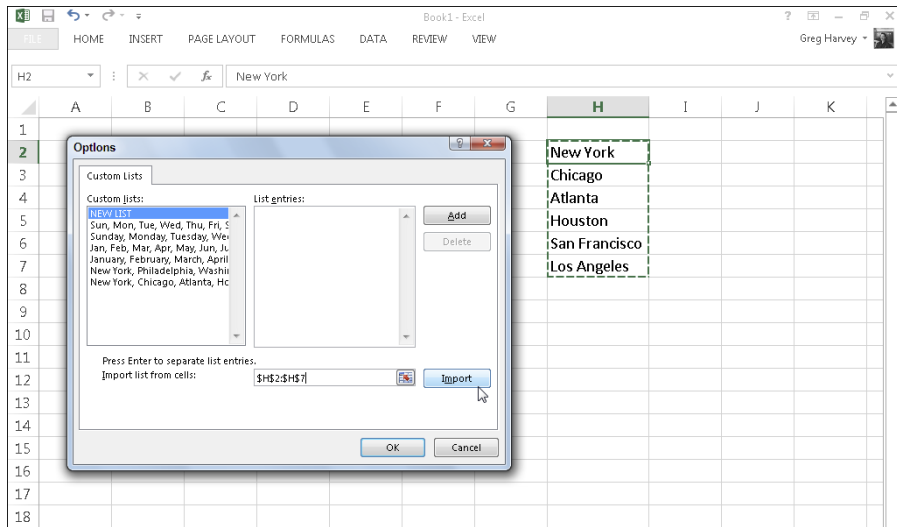 Book1 - Excel
?
FILE HOME INSERT PAGE LAYOUT FORMULAS DATA REVIEW VIEW Greg Harvey
H2 fx New York
A B C D E F G H I J K
1
2 New York
3 Chicago
4 Atlanta
5 Houston
6 San Francisco
7 Los Angeles
8
9
10
11
12
13
14
15
16
17
18
Options
?
Custom Lists
Custom lists: List entries:
NEW LIST
Sun, Mon, Tue, Wed, Thu, Fri, S
Sunday, Monday, Tuesday, We
Jan, Feb, Mar, Apr, May, Jun, Ju
January, February, March, April
New York, Philadelphia, Washi
New York, Chicago, Atlanta, Ho
Add
Delete
Press Enter to separate list entries.
Import list from cells: $H$2:$H$7 Import
OK Cancel